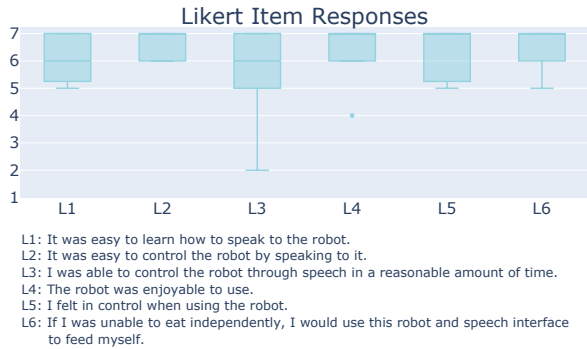 Likert Item Responses
7
6
5
4
3
2
1
L1 L2 L3 L4 L5 L6
L1: It was easy to learn how to speak to the robot.
L2: It was easy to control the robot by speaking to it.
L3: I was able to control the robot through speech in a reasonable amount of time.
L4: The robot was enjoyable to use.
L5: I felt in control when using the robot.
L6: If I was unable to eat independently, I would use this robot and speech interface
to feed myself.